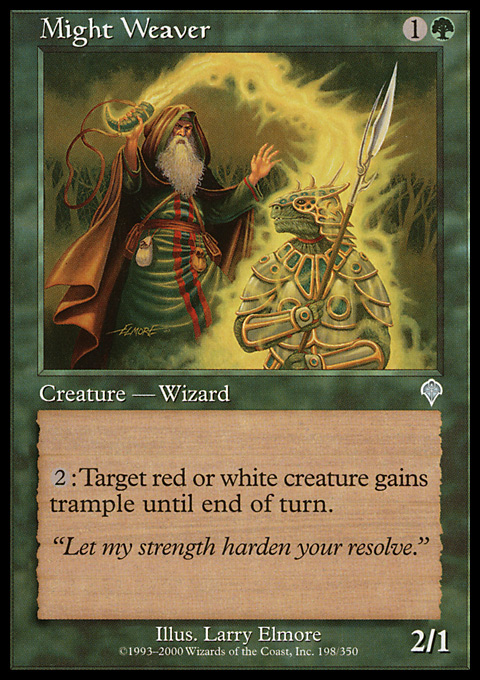 Might Weaver 1
ELMORE
Creature — Wizard
2:Target red or white creature gains
trample until end of turn.
“Let my strength harden your resolve.”
Illus. Larry Elmore
©1993–2000 Wizards of the Coast, Inc. 198/350
2/1